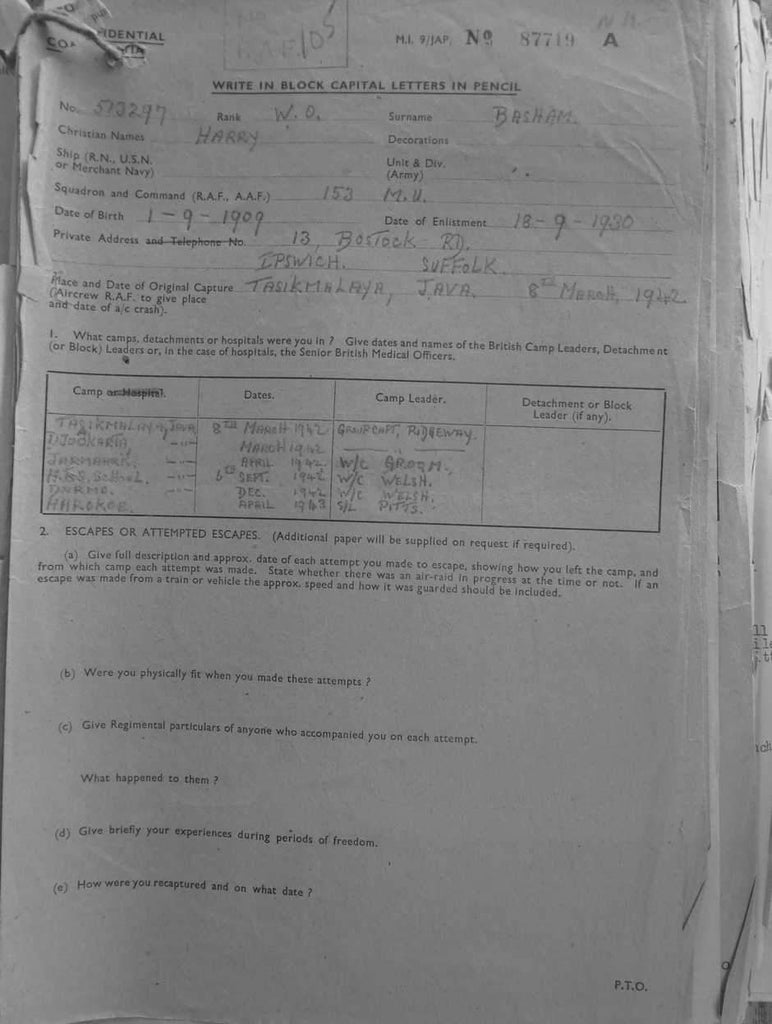 CONFIDENTIAL
M.I. 9/JAP. No 87719 A
WRITE IN BLOCK CAPITAL LETTERS IN PENCIL
No. 513297 Rank W.O. Surname BASHAM.
Christian Names HARRY Decorations
Ship (R.N., U.S.N.
or Merchant Navy)
Unit & Div.
(Army)
Squadron and Command (R.A.F., A.A.F.) 153 M.U.
Date of Birth 1-9-1909 Date of Enlistment 18-9-1930
Private Address and Telephone No. 13, BOSTOCK RD.
IPSWICH. SUFFOLK.
Place and Date of Original Capture TASIKMALAYA, JAVA. 8TH MARCH, 1942
(Aircrew R.A.F. to give place
and date of a/c crash).
1. What camps, detachments or hospitals were you in ? Give dates and names of the British Camp Leaders, Detachment
(or Block) Leaders or, in the case of hospitals, the Senior British Medical Officers.
Camp or Hospital. Dates. Camp Leader. Detachment or Block
Leader (if any).
TASIKMALAYA, JAVA 8TH MARCH 1942 GROUP CAPT, RIDGEWAY.
DJOCKARTA -"- MARCH 1942
-"- APRIL 1942. W/C GROOM.
H.B.S. SCHOOL. -"- 6TH SEPT. 1942 W/C WELSH.
DARMO. DEC. 1942 W/C WELSH.
HAROKOE. APRIL 1943 S/L PITTS.
2. ESCAPES OR ATTEMPTED ESCAPES. (Additional paper will be supplied on request if required).
(a) Give full description and approx. date of each attempt you made to escape, showing how you left the camp, and
from which camp each attempt was made. State whether there was an air-raid in progress at the time or not. If an
escape was made from a train or vehicle the approx. speed and how it was guarded should be included.
(b) Were you physically fit when you made these attempts ?
(c) Give Regimental particulars of anyone who accompanied you on each attempt.
What happened to them ?
(d) Give briefly your experiences during periods of freedom.
(e) How were you recaptured and on what date ?
P.T.O.